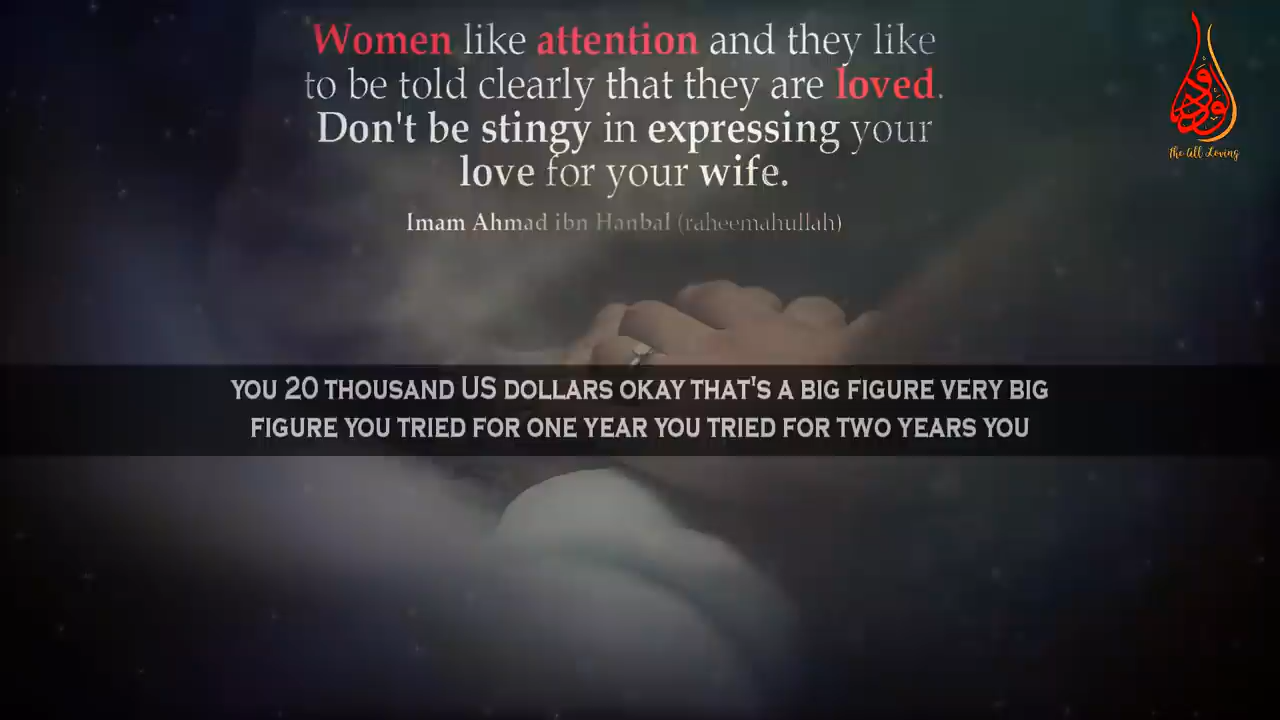 Women like attention and they like
to be told clearly that they are loved.
Don't be stingy in expressing your
love for your wife.
Imam Ahmad ibn Hanbal (raheemahullah)
الودود
The All Loving
YOU 20 THOUSAND US DOLLARS OKAY THAT'S A BIG FIGURE VERY BIG
FIGURE YOU TRIED FOR ONE YEAR YOU TRIED FOR TWO YEARS YOU